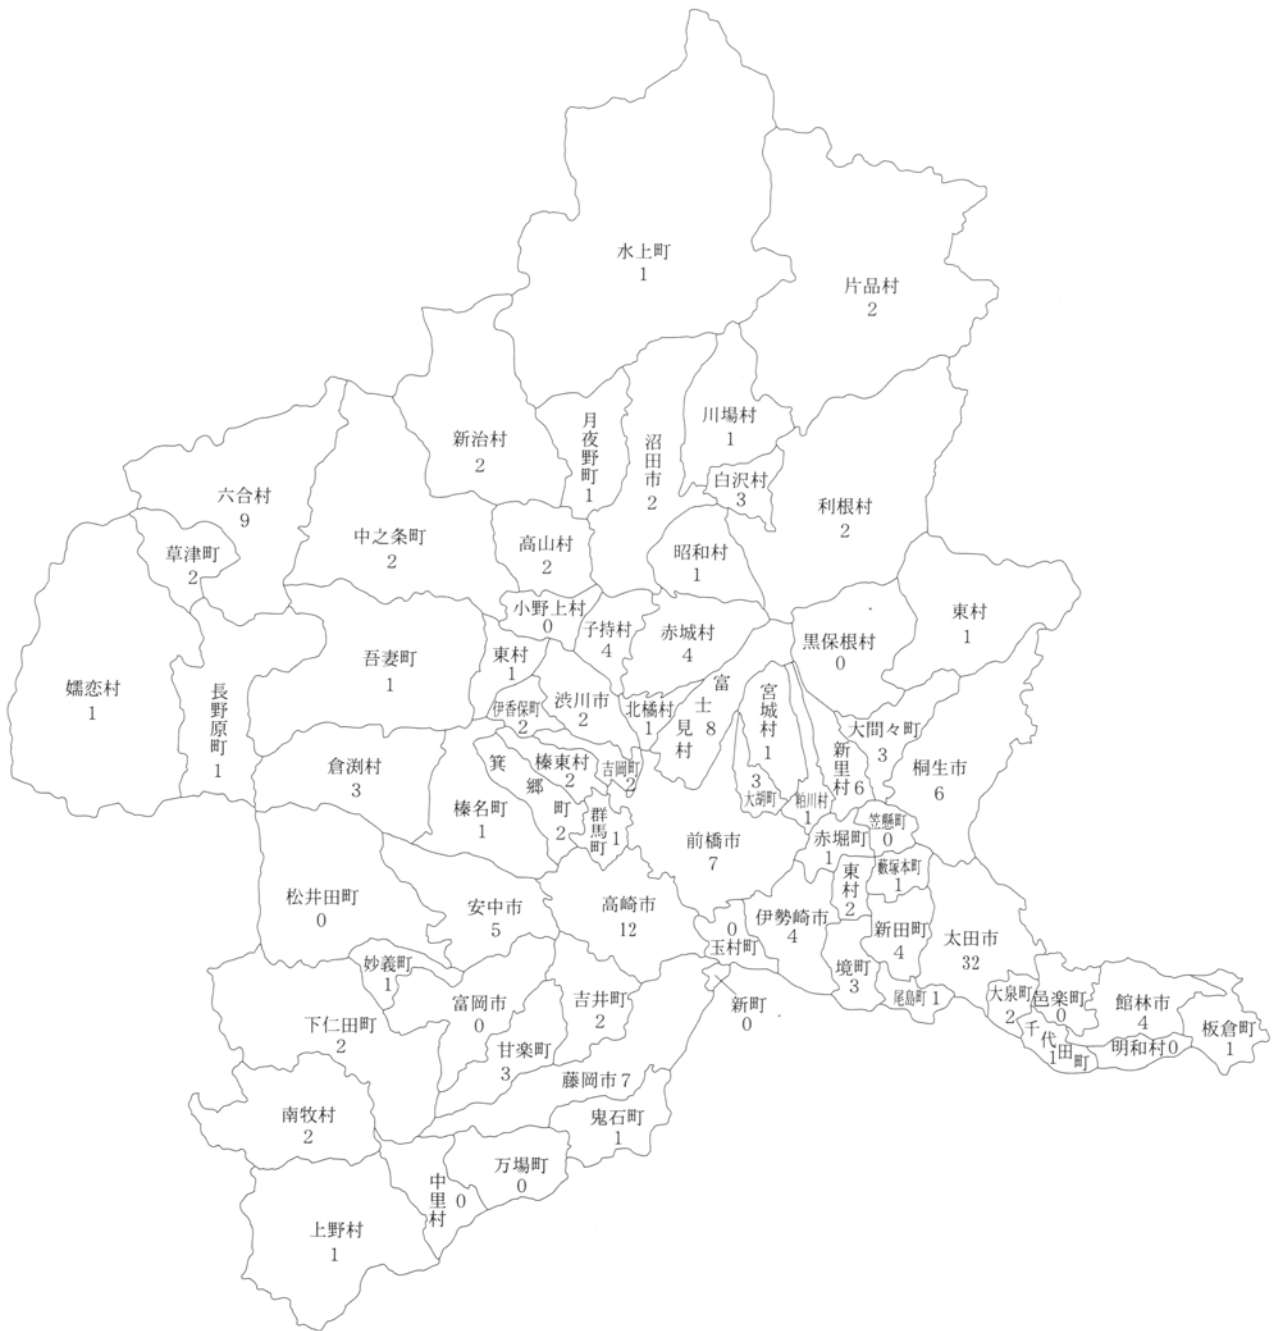 水上町
1
片品村
2
新治村
2
月夜野町1
沼田市2
川場村
1
白沢村
3
利根村
2
六合村
9
草津町
2
中之条町
2
高山村
2
昭和村
1
嬬恋村
1
長野原町1
吾妻町
1
小野上村
0
子持村
4
赤城村
4
黒保根村
0
東村
1
東村
1
伊香保町
2
渋川市
2
北橘村
1
富士見村
8
宮城村1
大間々町
3
新里村6
桐生市
6
倉渕村
3
榛名町
1
箕郷町2
榛東村
2
吉岡町
2
群馬町1
前橋市
7
3
大胡町
粕川村
1
赤堀町
1
笠懸町
0
藪塚本町
1
東村2
松井田町
0
安中市
5
高崎市
12
0
玉村町
伊勢崎市
4
新田町
4
太田市
32
境町
3
尾島町 1
妙義町
1
富岡市
0
吉井町
2
新町
0
下仁田町
2
甘楽町
3
藤岡市7
鬼石町
1
大泉町
2
邑楽町
0
館林市
4
板倉町
1
千代田町
1
明和村0
南牧村
2
万場町
0
中里村
0
上野村
1